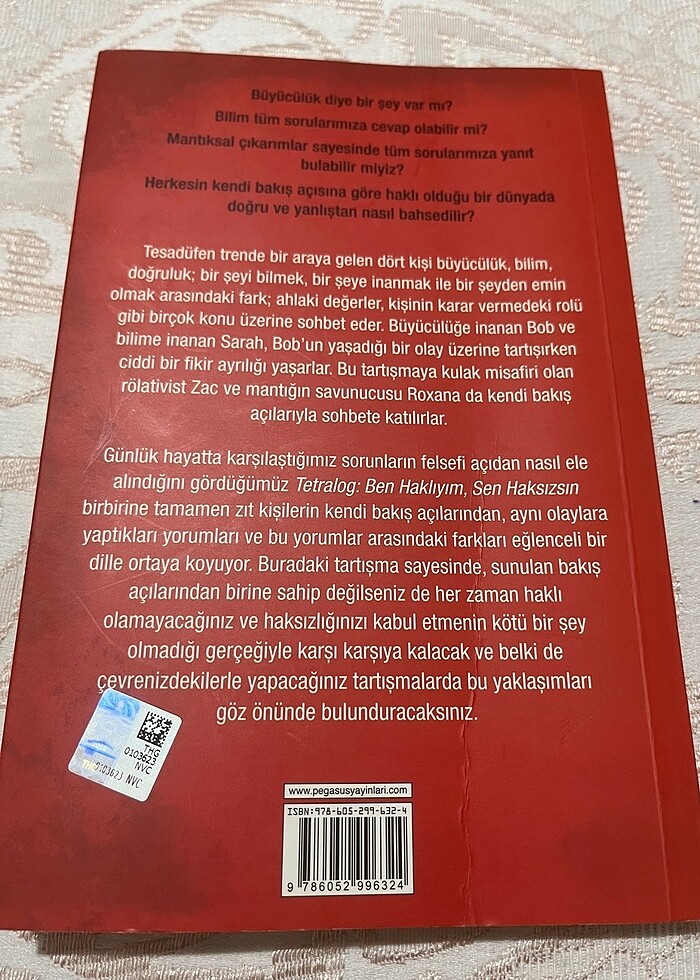 Büyücülük diye bir şey var mı?
Bilim tüm sorularımıza cevap olabilir mi?
Mantıksal çıkarımlar sayesinde tüm sorularımıza yanıt
bulabilir miyiz?
Herkesin kendi bakış açısına göre haklı olduğu bir dünyada
doğru ve yanlıştan nasıl bahsedilir?
Tesadüfen trende bir araya gelen dört kişi büyücülük, bilim,
doğruluk; bir şeyi bilmek, bir şeye inanmak ile bir şeyden emin
olmak arasındaki fark; ahlaki değerler, kişinin karar vermedeki rolü
gibi birçok konu üzerine sohbet eder. Büyücülüğe inanan Bob ve
bilime inanan Sarah, Bob'un yaşadığı bir olay üzerine tartışırken
ciddi bir fikir ayrılığı yaşarlar. Bu tartışmaya kulak misafiri olan
rölativist Zac ve mantığın savunucusu Roxana da kendi bakış
açılarıyla sohbete katılırlar.
Günlük hayatta karşılaştığımız sorunların felsefi açıdan nasıl ele
alındığını gördüğümüz Tetralog: Ben Haklıyım, Sen Haksızsın
birbirine tamamen zıt kişilerin kendi bakış açılarından, aynı olaylara
yaptıkları yorumları ve bu yorumlar arasındaki farkları eğlenceli bir
dille ortaya koyuyor. Buradaki tartışma sayesinde, sunulan bakış
açılarından birine sahip değilseniz de her zaman haklı
olamayacağınız ve haksızlığınızı kabul etmenin kötü bir şey
olmadığı gerçeğiyle karşı karşıya kalacak ve belki de
çevrenizdekilerle yapacağınız tartışmalarda bu yaklaşımları
göz önünde bulunduracaksınız.
THG
0103623
NVC
0103623 NVC
www.pegasusyayinlari.com
ISBN:978-605-299-632-4
9 786052 996324